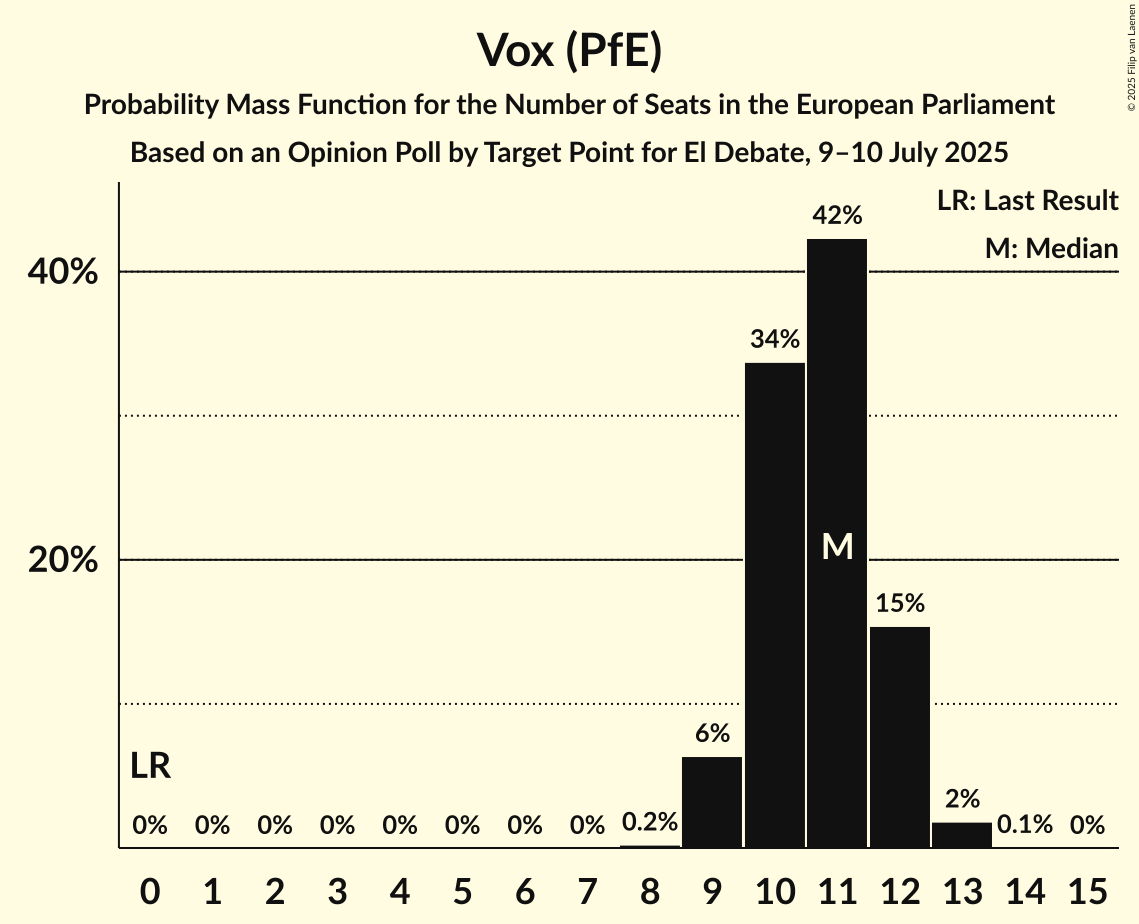 Vox (PfE)
Probability Mass Function for the Number of Seats in the European Parliament
Based on an Opinion Poll by Target Point for El Debate, 9–10 July 2025
© 2025 Filip van Laenen
LR: Last Result
M: Median
42%
40%
34%
M
20%
15%
6%
LR
2%
0% 0% 0% 0% 0% 0% 0% 0% 0.2% 0.1% 0%
0 1 2 3 4 5 6 7 8 9 10 11 12 13 14 15